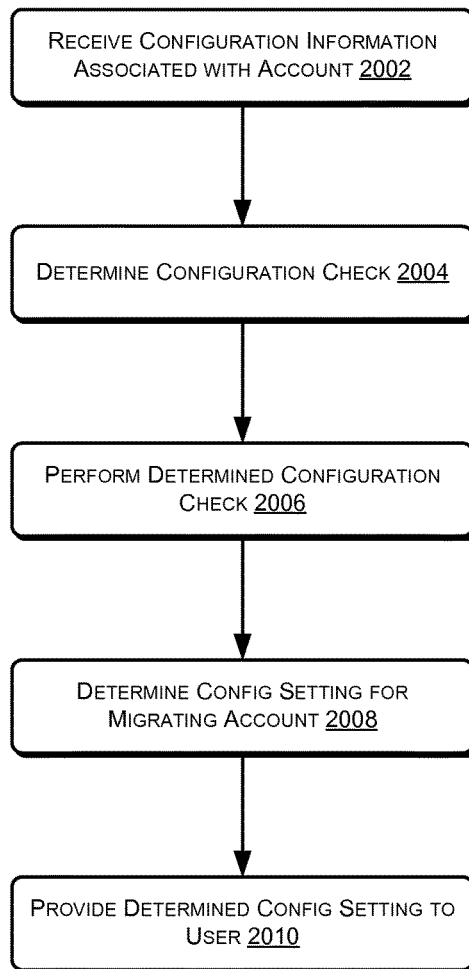 RECEIVE CONFIGURATION INFORMATION
ASSOCIATED WITH ACCOUNT 2002
DETERMINE CONFIGURATION CHECK 2004
PERFORM DETERMINED CONFIGURATION
CHECK 2006
DETERMINE CONFIG SETTING FOR
MIGRATING ACCOUNT 2008
PROVIDE DETERMINED CONFIG SETTING TO
USER 2010